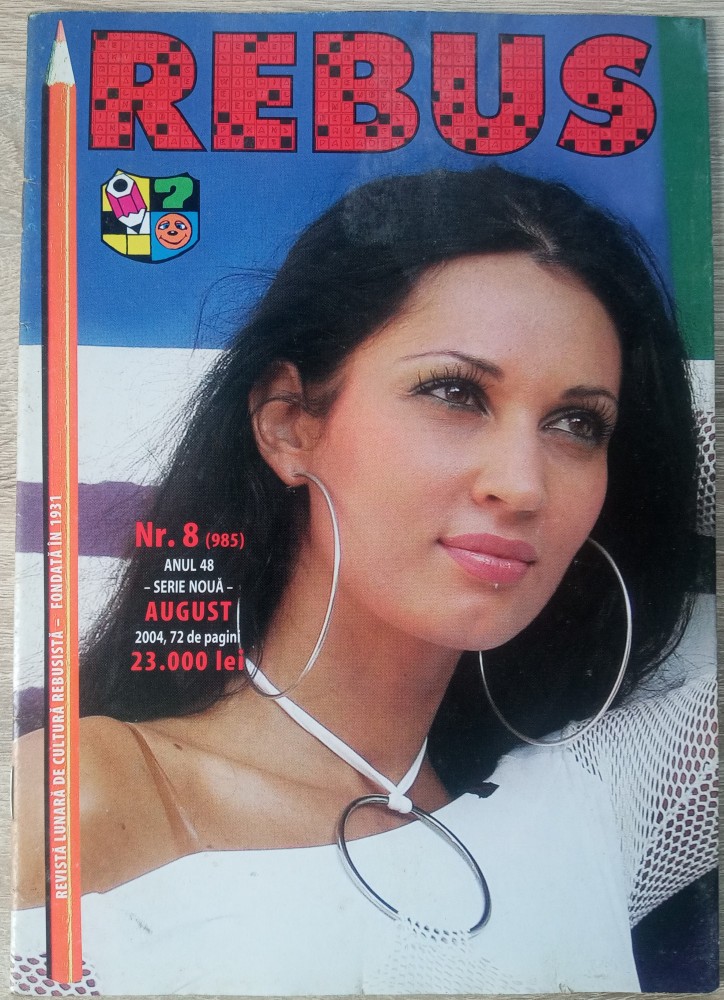 REBUS
?
Nr. 8 (985)
ANUL 48
– SERIE NOUĂ –
AUGUST
2004, 72 de pagini
23.000 lei
REVISTĂ LUNARĂ DE CULTURĂ REBUSISTĂ – FONDATĂ ÎN 1931